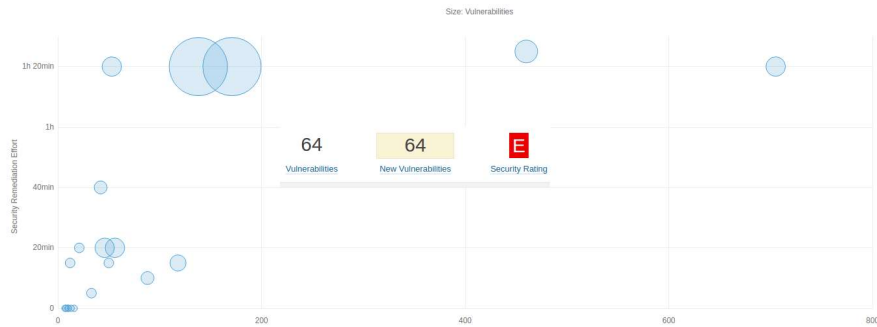 Size: Vulnerabilities
1h 20min
1h
40min
20min
0
Security Remediation Effort
64
64
E
Vulnerabilities
New Vulnerabilities
Security Rating
0
200
400
600
800